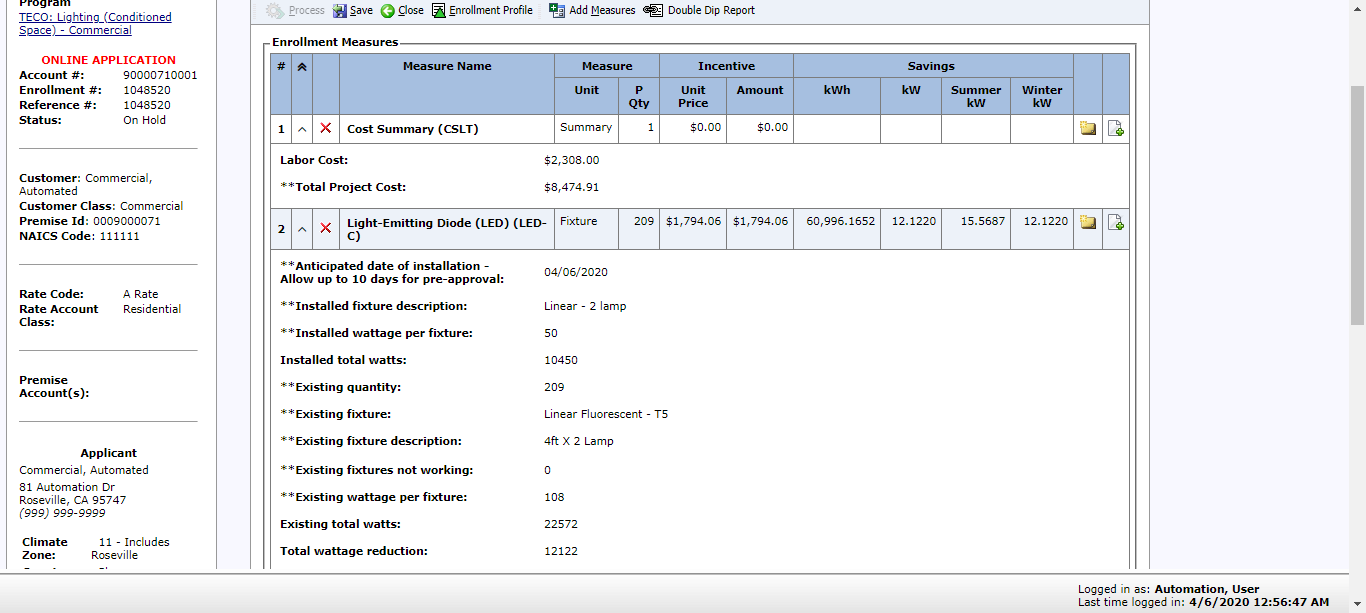 Program
TECO: Lighting (Conditioned
Space) - Commercial
ONLINE APPLICATION
Account #: 90000710001
Enrollment #: 1048520
Reference #: 1048520
Status: On Hold
Customer: Commercial,
Automated
Customer Class: Commercial
Premise Id: 0009000071
NAICS Code: 111111
Rate Code: A Rate
Rate Account Residential
Class:
Premise
Account(s):
Applicant
Commercial, Automated
81 Automation Dr
Roseville, CA 95747
(999) 999-9999
Climate 11 - Includes
Zone: Roseville
Process Save Close Enrollment Profile Add Measures Double Dip Report
Enrollment Measures
# Measure Name Measure Incentive Savings
Unit P Qty Unit Price Amount kWh kW Summer kW Winter kW
1 Cost Summary (CSLT) Summary 1 $0.00 $0.00
Labor Cost: $2,308.00
**Total Project Cost: $8,474.91
2 Light-Emitting Diode (LED) (LED- Fixture 209 $1,794.06 $1,794.06 60,996.1652 12.1220 15.5687 12.1220
C)
**Anticipated date of installation -
Allow up to 10 days for pre-approval: 04/06/2020
**Installed fixture description: Linear - 2 lamp
**Installed wattage per fixture: 50
Installed total watts: 10450
**Existing quantity: 209
**Existing fixture: Linear Fluorescent - T5
**Existing fixture description: 4ft X 2 Lamp
**Existing fixtures not working: 0
**Existing wattage per fixture: 108
Existing total watts: 22572
Total wattage reduction: 12122
Logged in as: Automation, User
Last time logged in: 4/6/2020 12:56:47 AM